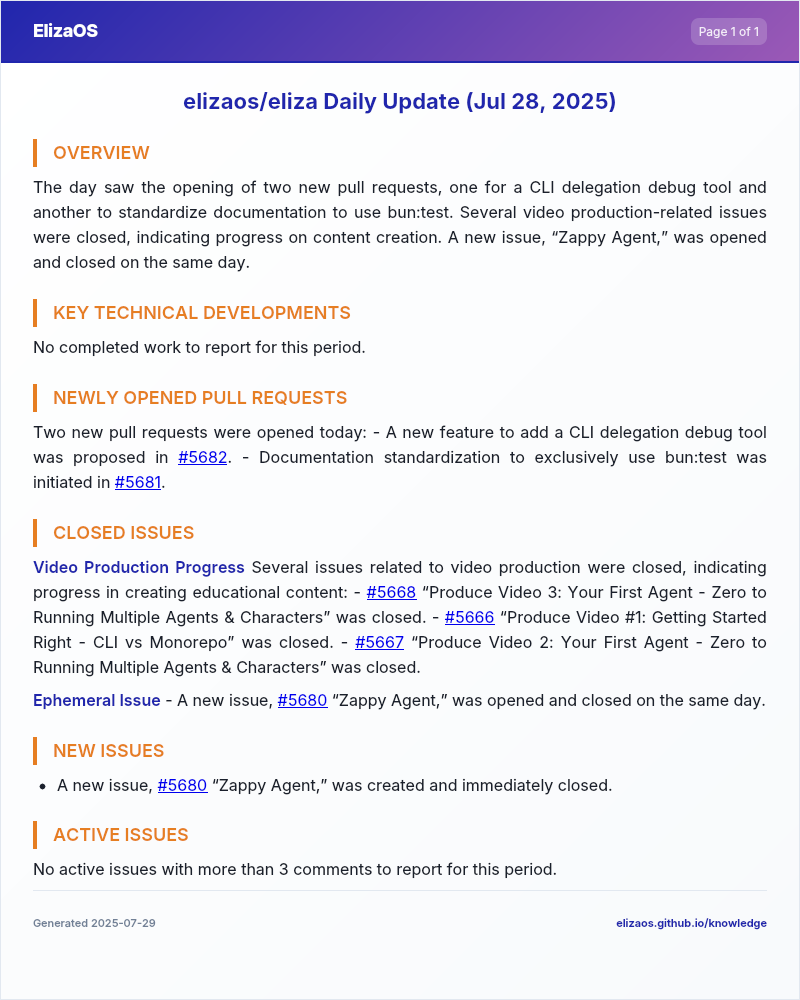 ElizaOS
Page 1 of 1
elizaos/eliza Daily Update (Jul 28, 2025)
OVERVIEW
The day saw the opening of two new pull requests, one for a CLI delegation debug tool and
another to standardize documentation to use bun:test. Several video production-related issues
were closed, indicating progress on content creation. A new issue, “Zappy Agent,” was opened
and closed on the same day.
KEY TECHNICAL DEVELOPMENTS
No completed work to report for this period.
NEWLY OPENED PULL REQUESTS
Two new pull requests were opened today: - A new feature to add a CLI delegation debug tool
was proposed in #5682. - Documentation standardization to exclusively use bun:test was
initiated in #5681.
CLOSED ISSUES
Video Production Progress Several issues related to video production were closed, indicating
progress in creating educational content: - #5668 “Produce Video 3: Your First Agent - Zero to
Running Multiple Agents & Characters” was closed. - #5666 “Produce Video #1: Getting Started
Right - CLI vs Monorepo” was closed. - #5667 “Produce Video 2: Your First Agent - Zero to
Running Multiple Agents & Characters” was closed.
Ephemeral Issue - A new issue, #5680 “Zappy Agent,” was opened and closed on the same day.
NEW ISSUES
• A new issue, #5680 “Zappy Agent,” was created and immediately closed.
ACTIVE ISSUES
No active issues with more than 3 comments to report for this period.
Generated 2025-07-29
elizaos.github.io/knowledge